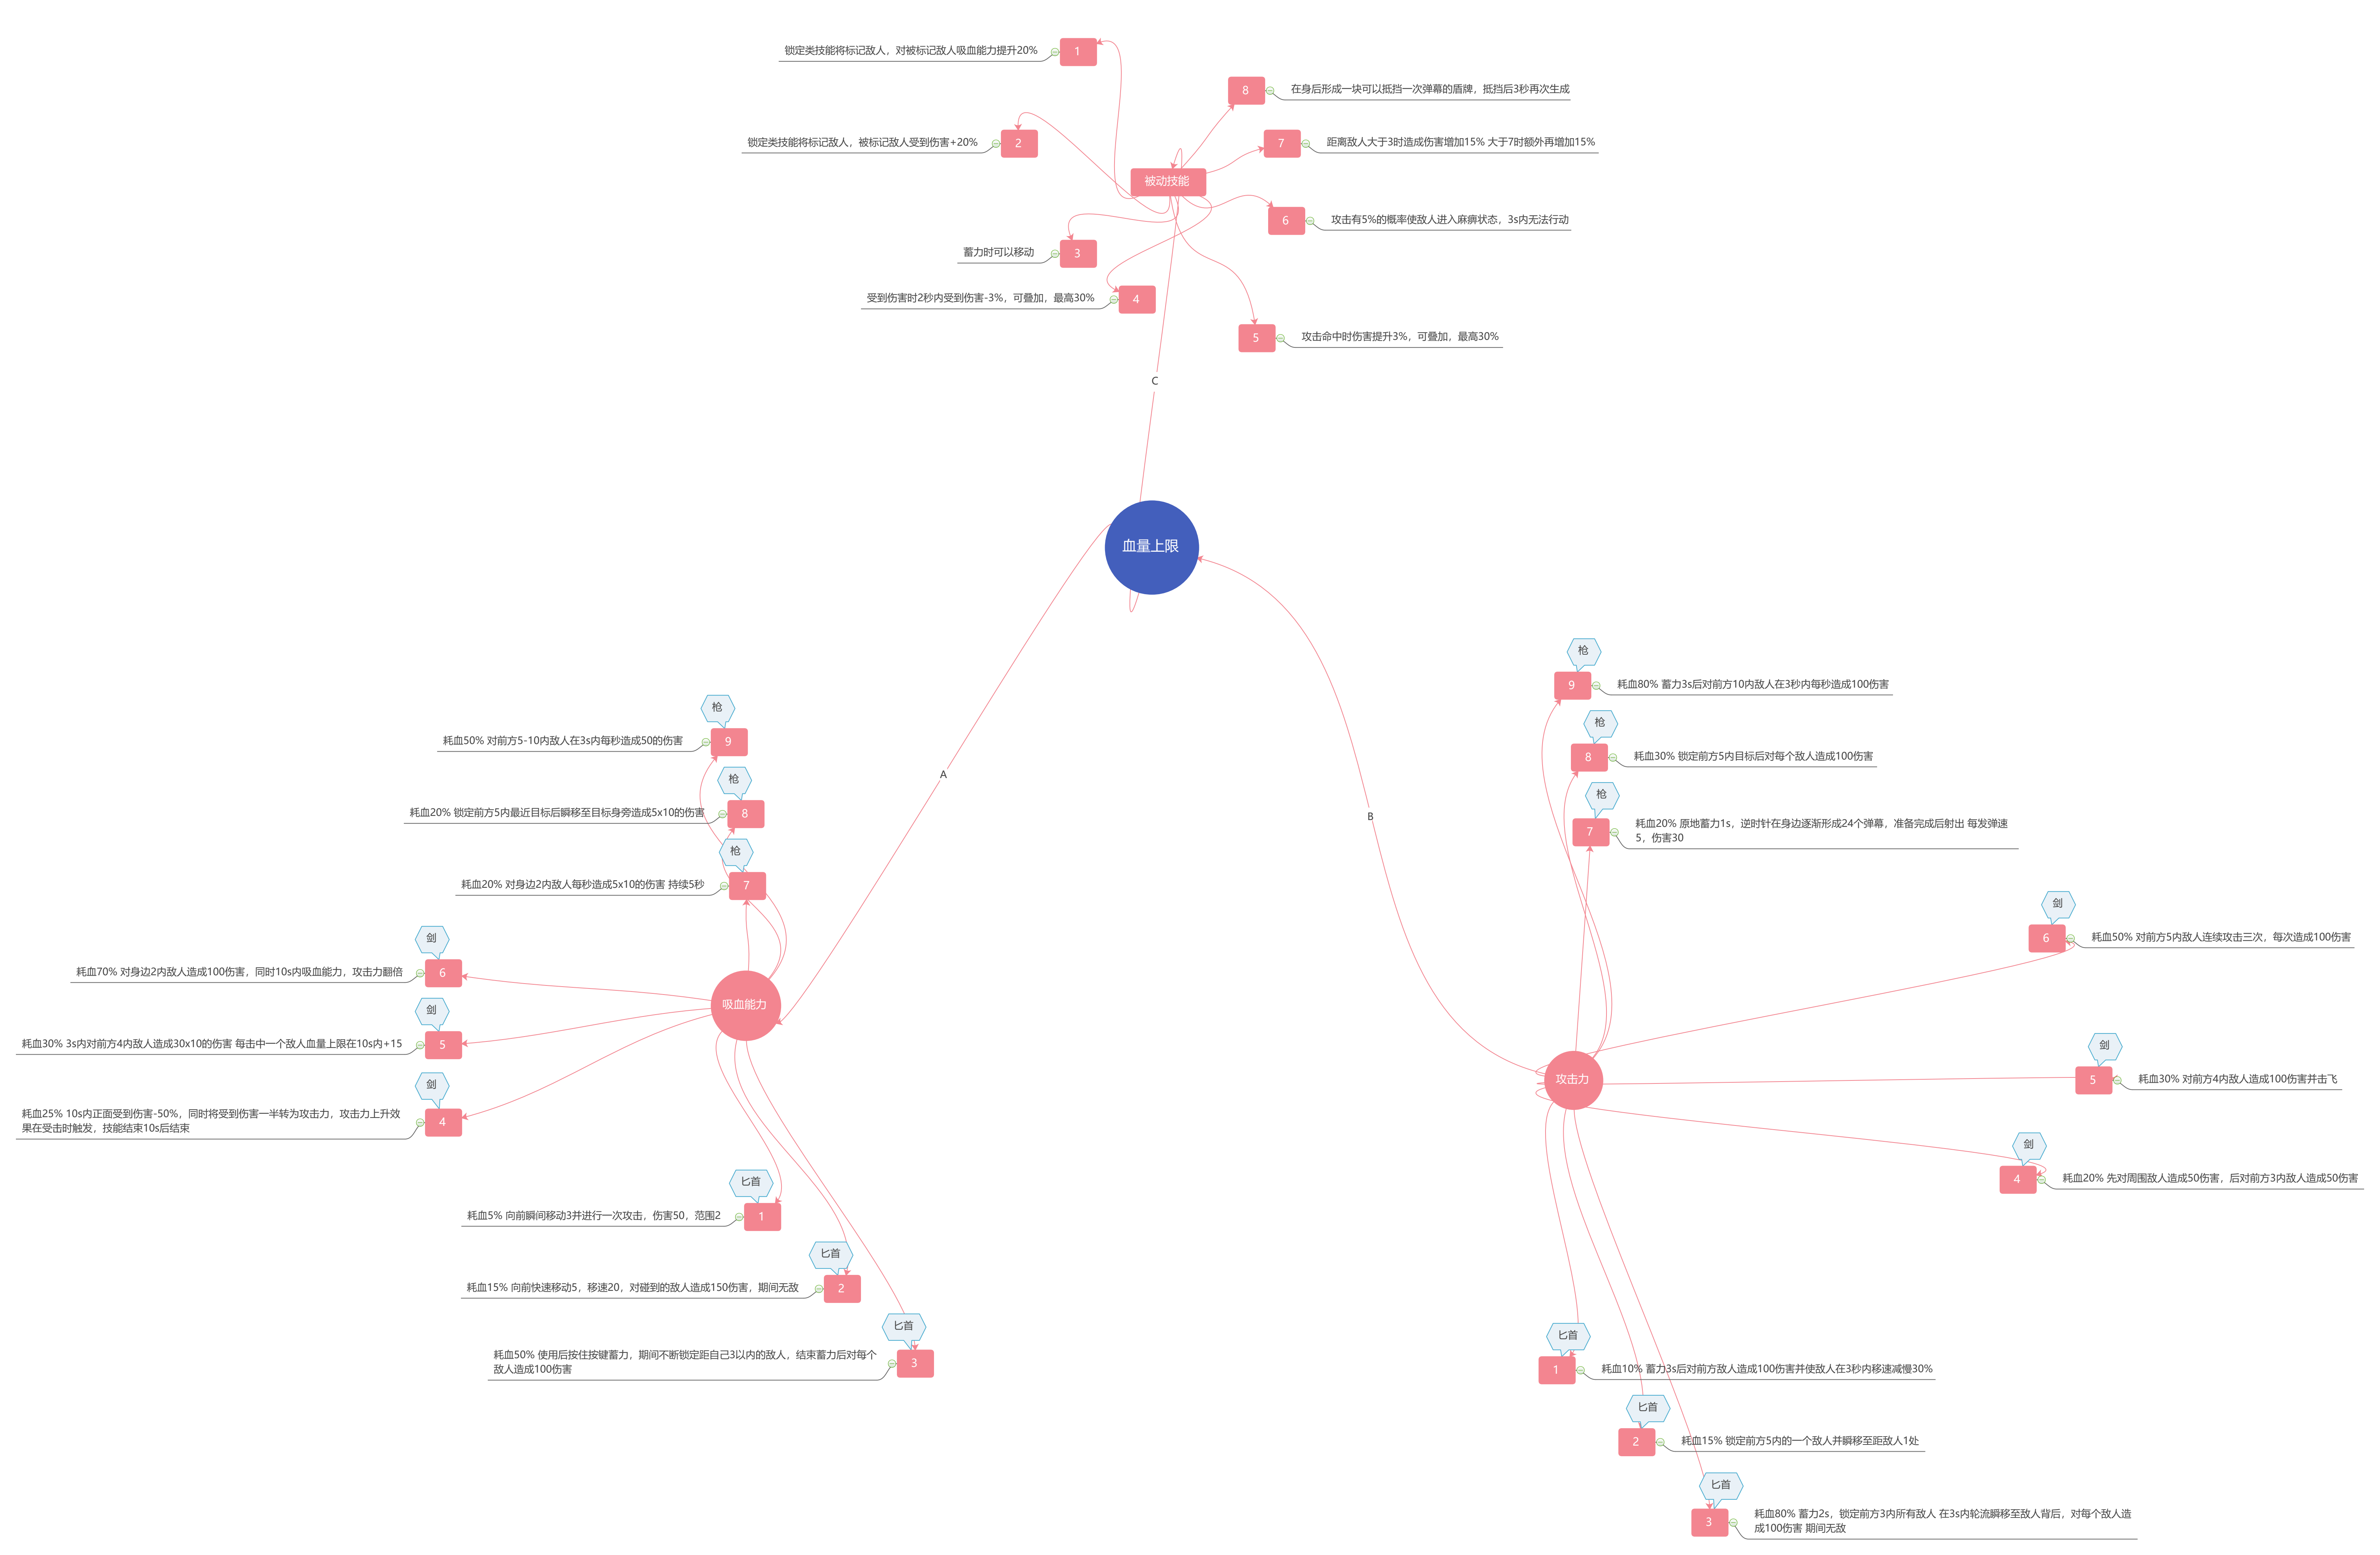 锁定类技能将标记敌人，对被标记敌人吸血能力提升20%
1
8
在身后形成一块可以抵挡一次弹幕的盾牌，抵挡后3秒再次生成
锁定类技能将标记敌人，被标记敌人受到伤害+20%
2
7
距离敌人大于3时造成伤害增加15% 大于7时额外再增加15%
被动技能
6
攻击有5%的概率使敌人进入麻痹状态，3s内无法行动
蓄力时可以移动
3
受到伤害时2秒内受到伤害-3%，可叠加，最高30%
4
5
攻击命中时伤害提升3%，可叠加，最高30%
C
血量上限
A
B
枪
耗血50% 对前方5-10内敌人在3s内每秒造成50的伤害
9
枪
耗血20% 锁定前方5内最近目标后瞬移至目标身旁造成5x10的伤害
8
枪
耗血20% 对身边2内敌人每秒造成5x10的伤害 持续5秒
7
剑
耗血70% 对身边2内敌人造成100伤害，同时10s内吸血能力，攻击力翻倍
6
剑
耗血30% 3s内对前方4内敌人造成30x10的伤害 每击中一个敌人血量上限在10s内+15
5
剑
耗血25% 10s内正面受到伤害-50%，同时将受到伤害一半转为攻击力，攻击力上升效
果在受击时触发，技能结束10s后结束
4
吸血能力
匕首
耗血5% 向前瞬间移动3并进行一次攻击，伤害50，范围2
1
匕首
耗血15% 向前快速移动5，移速20，对碰到的敌人造成150伤害，期间无敌
2
匕首
耗血50% 使用后按住按键蓄力，期间不断锁定距自己3以内的敌人，结束蓄力后对每个
敌人造成100伤害
3
枪
9
耗血80% 蓄力3s后对前方10内敌人在3秒内每秒造成100伤害
枪
8
耗血30% 锁定前方5内目标后对每个敌人造成100伤害
枪
7
耗血20% 原地蓄力1s，逆时针在身边逐渐形成24个弹幕，准备完成后射出 每发弹速
5，伤害30
剑
6
耗血50% 对前方5内敌人连续攻击三次，每次造成100伤害
剑
5
耗血30% 对前方4内敌人造成100伤害并击飞
剑
4
耗血20% 先对周围敌人造成50伤害，后对前方3内敌人造成50伤害
攻击力
匕首
1
耗血10% 蓄力3s后对前方敌人造成100伤害并使敌人在3秒内移速减慢30%
匕首
2
耗血15% 锁定前方5内的一个敌人并瞬移至距敌人1处
匕首
3
耗血80% 蓄力2s，锁定前方3内所有敌人 在3s内轮流瞬移至敌人背后，对每个敌人造
成100伤害 期间无敌